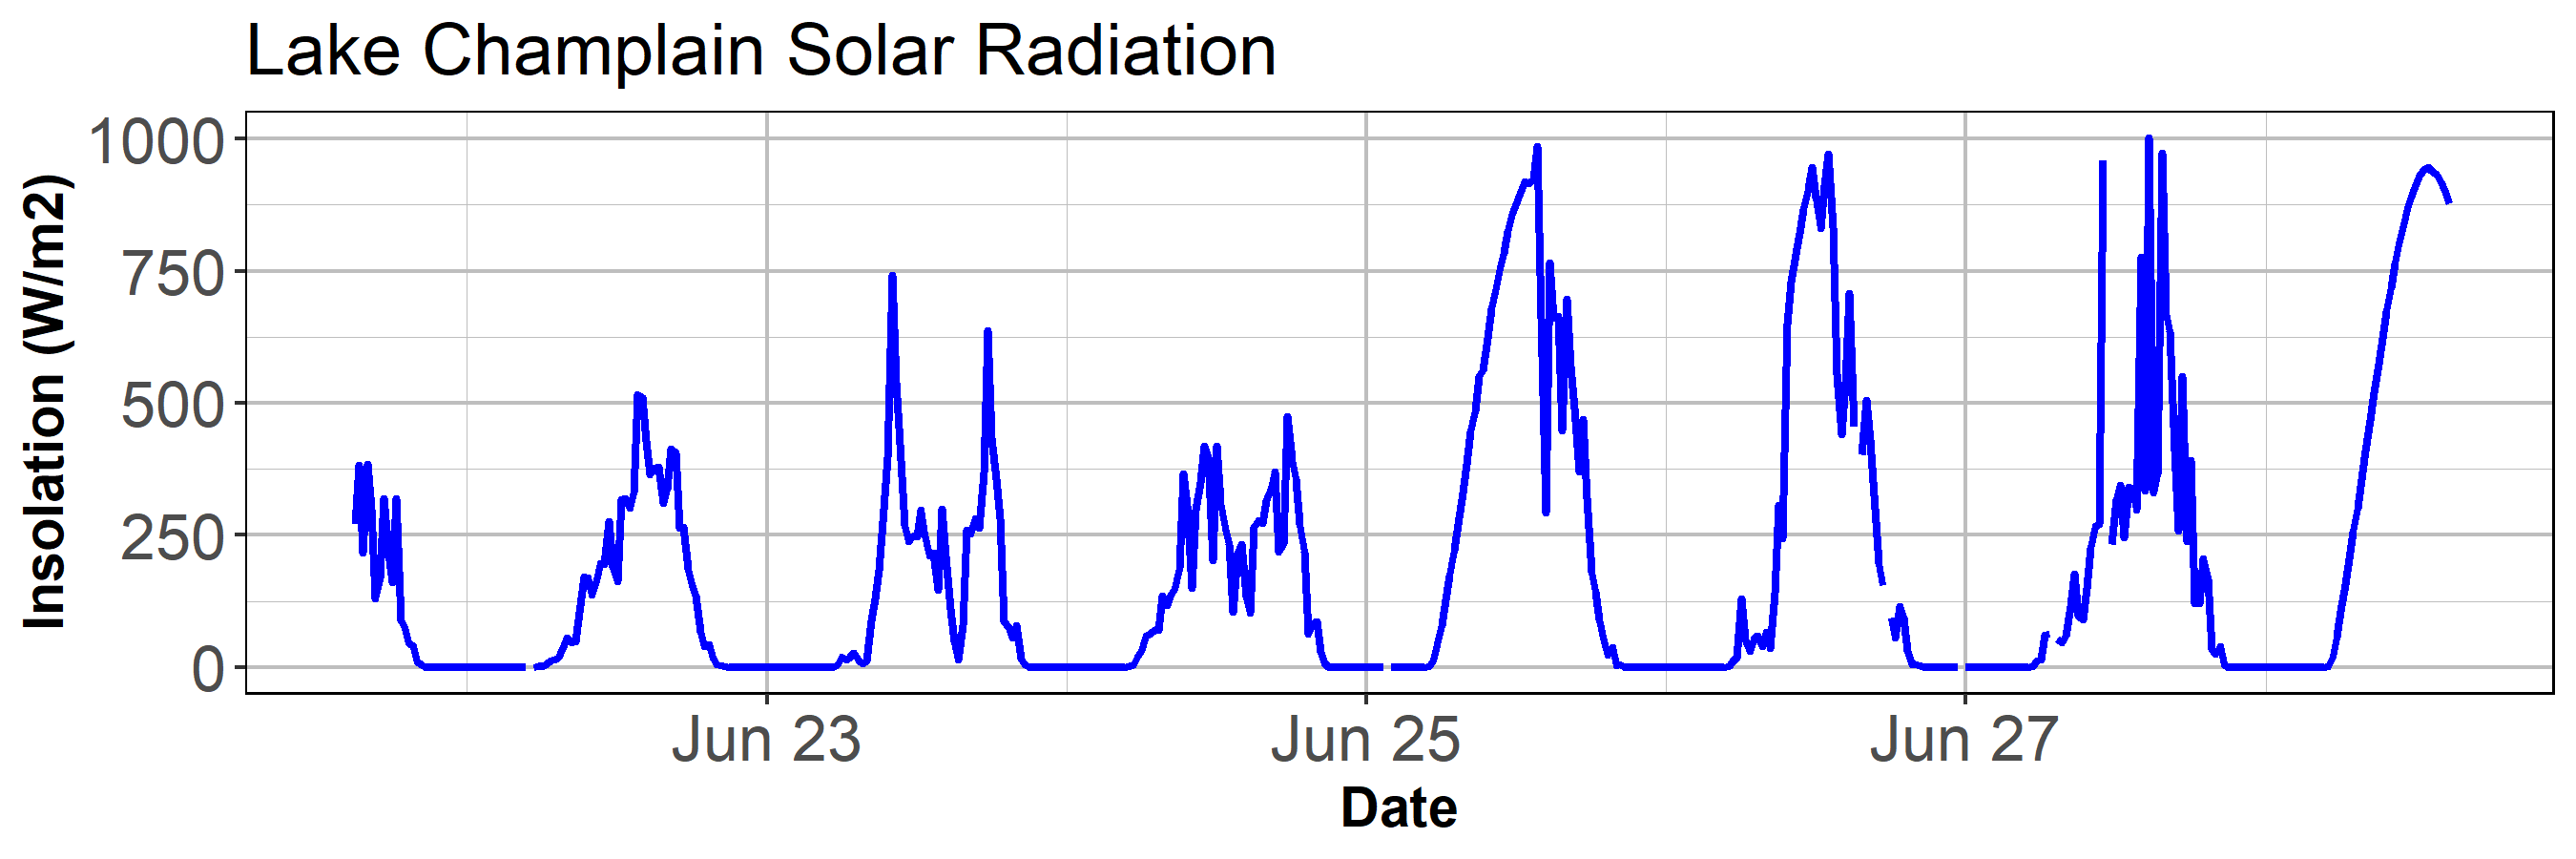 Lake Champlain Solar Radiation
Insolation (W/m2)
1000
750
500
250
0
Jun 23
Jun 25
Jun 27
Date